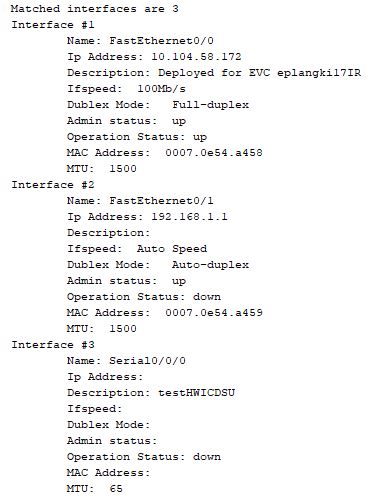 Matched interfaces are 3
Interface #1
Name: FastEthernet0/0
Ip Address: 10.104.58.172
Description: Deployed for EVC eplangki17IR
Ifspeed: 100Mb/s
Dublex Mode: Full-duplex
Admin status: up
Operation Status: up
MAC Address: 0007.0e54.a458
MTU: 1500
Interface #2
Name: FastEthernet0/1
Ip Address: 192.168.1.1
Description:
Ifspeed: Auto Speed
Dublex Mode: Auto-duplex
Admin status: up
Operation Status: down
MAC Address: 0007.0e54.a459
MTU: 1500
Interface #3
Name: Serial0/0/0
Ip Address:
Description: testHWICDSU
Ifspeed:
Dublex Mode:
Admin status:
Operation Status: down
MAC Address:
MTU: 65